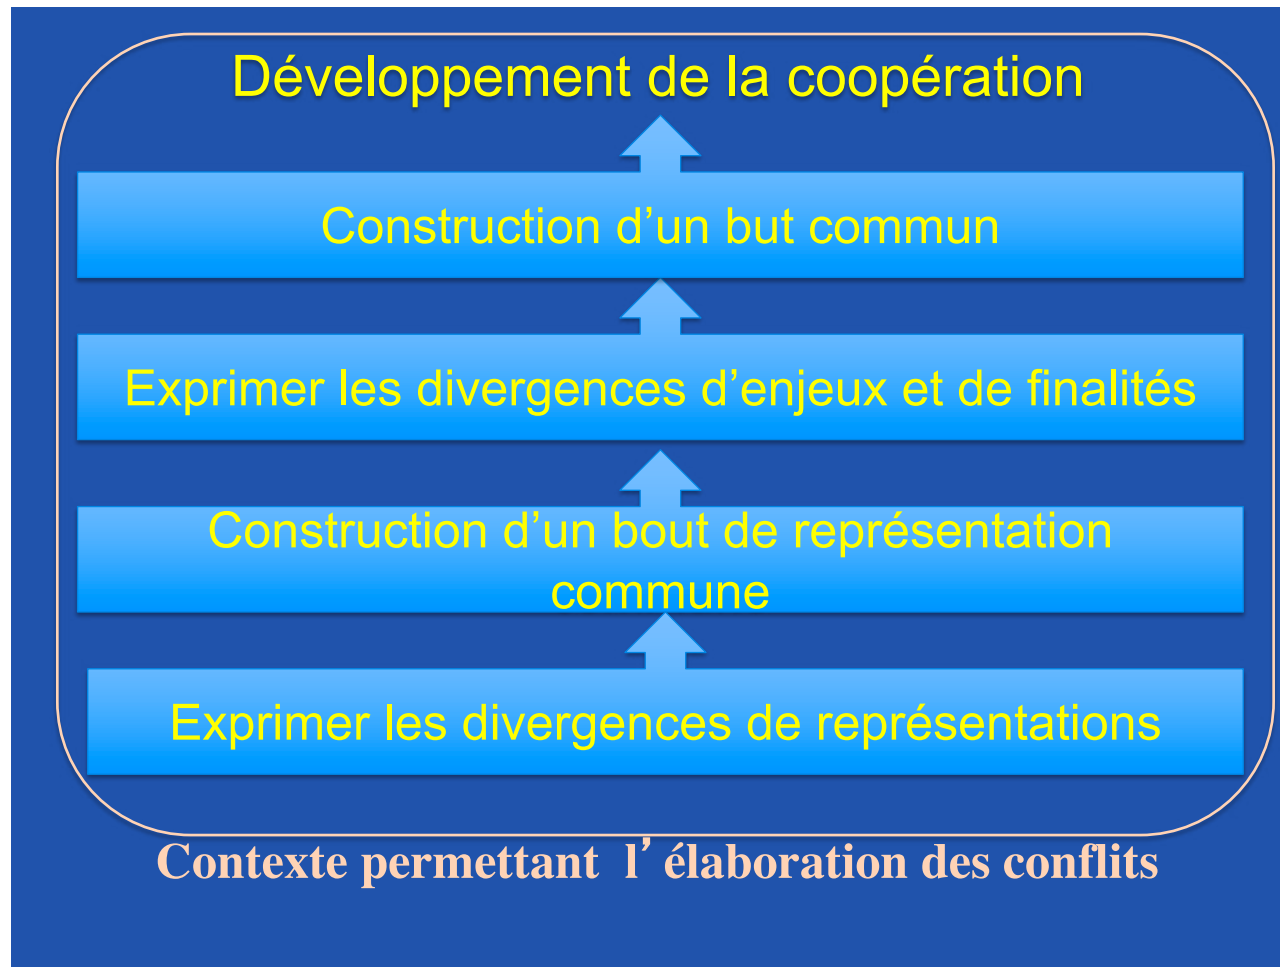 Développement de la coopération
Construction d’un but commun
Exprimer les divergences d’enjeux et de finalités
Construction d’un bout de représentation
commune
Exprimer les divergences de représentations
Contexte permettant l’élaboration des conflits